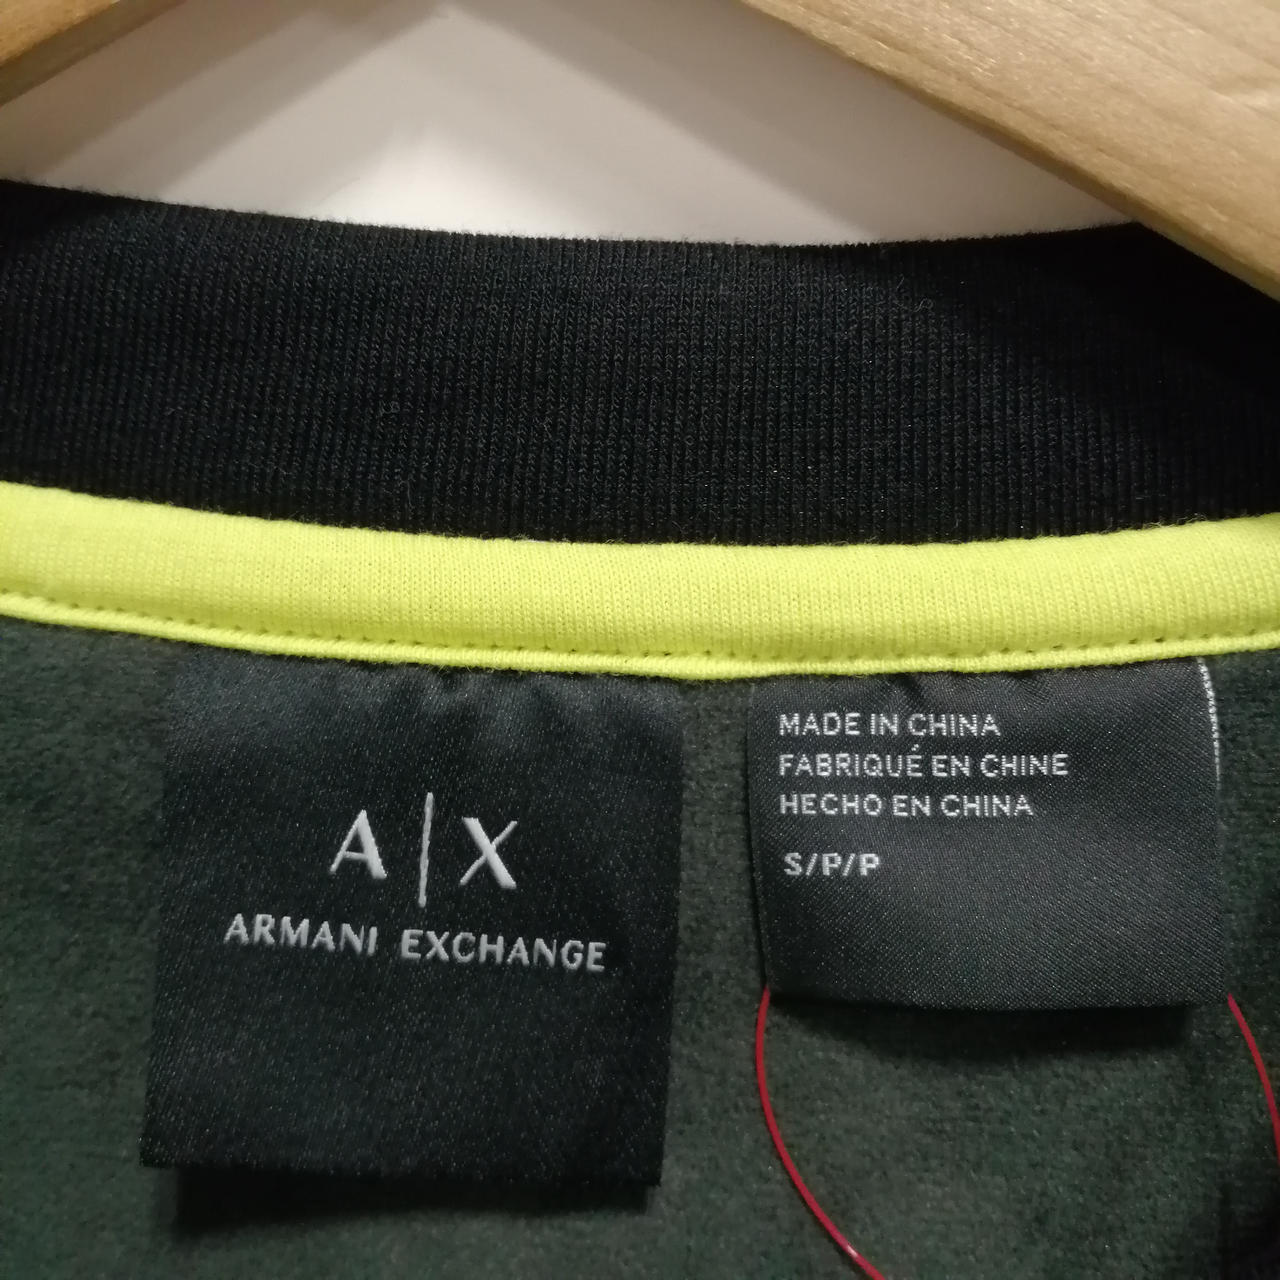 A|X
ARMANI EXCHANGE
MADE IN CHINA
FABRIQUÉ EN CHINE
HECHO EN CHINA
S/P/P